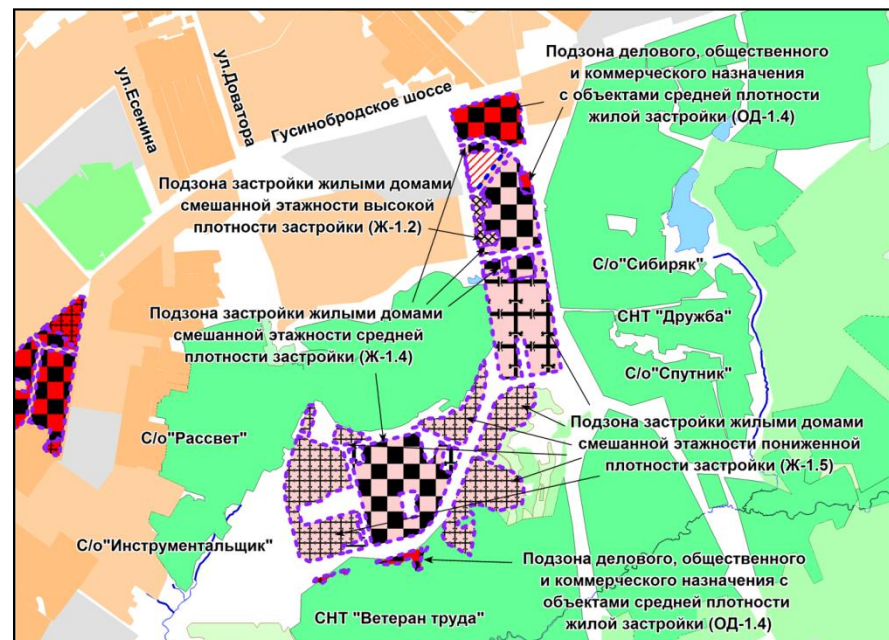 Подзона делового, общественного
и коммерческого назначения
с объектами средней плотности
жилой застройки (ОД-1.4)
ул.Есенина
ул.Доватора
Гусинобродское шоссе
Подзона застройки жилыми домами
смешанной этажности высокой
плотности застройки (Ж-1.2)
С/о"Сибиряк"
СНТ "Дружба"
Подзона застройки жилыми домами
смешанной этажности средней
плотности застройки (Ж-1.4)
С/о"Спутник"
Подзона застройки жилыми домами
смешанной этажности пониженной
плотности застройки (Ж-1.5)
С/о"Рассвет"
С/о"Инструментальщик"
Подзона делового, общественного
и коммерческого назначения с
объектами средней плотности
жилой застройки (ОД-1.4)
СНТ "Ветеран труда"